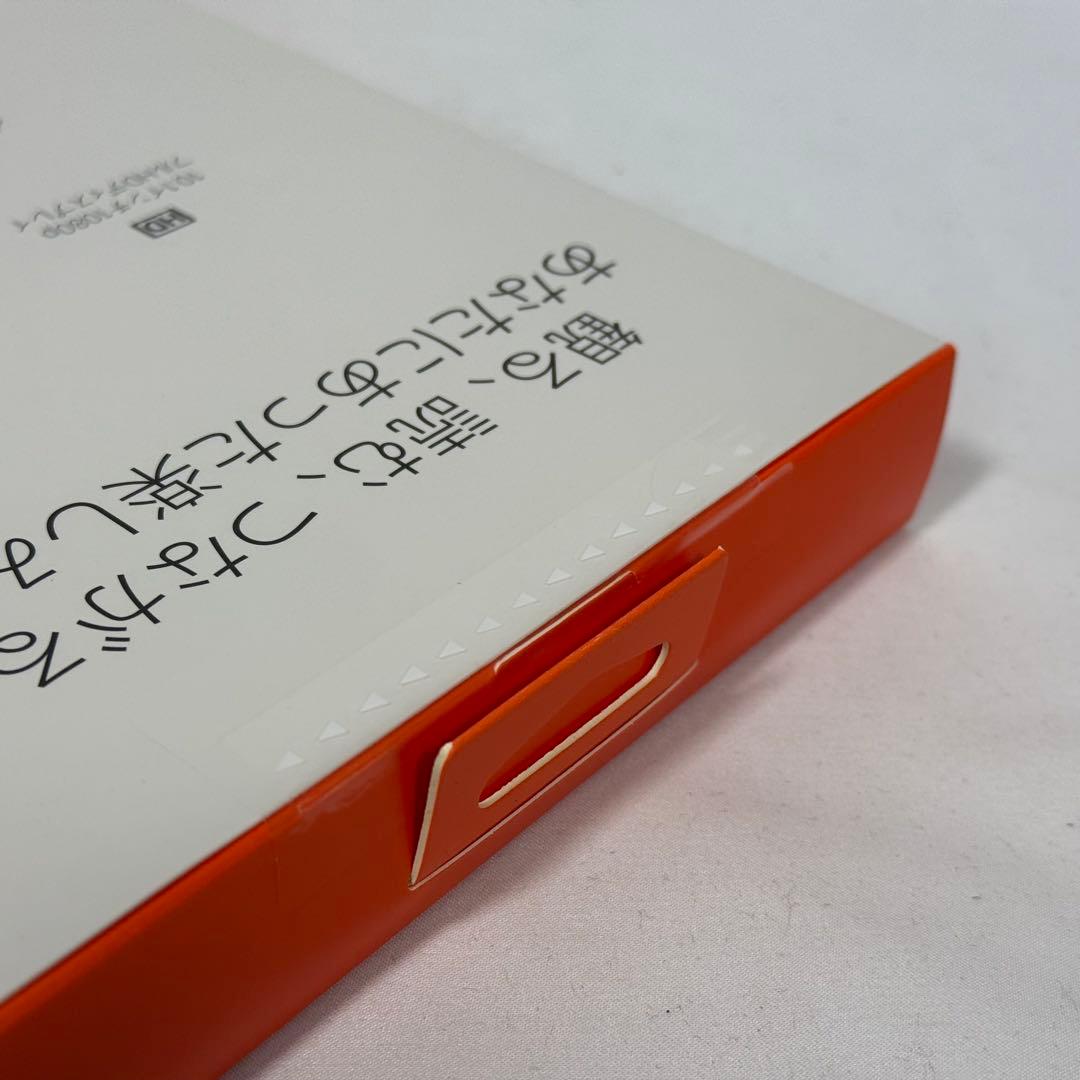 観る、読む、つながる
あなたにあった楽しみ
HD
10.1インチ1080p
フルHDディスプレイ